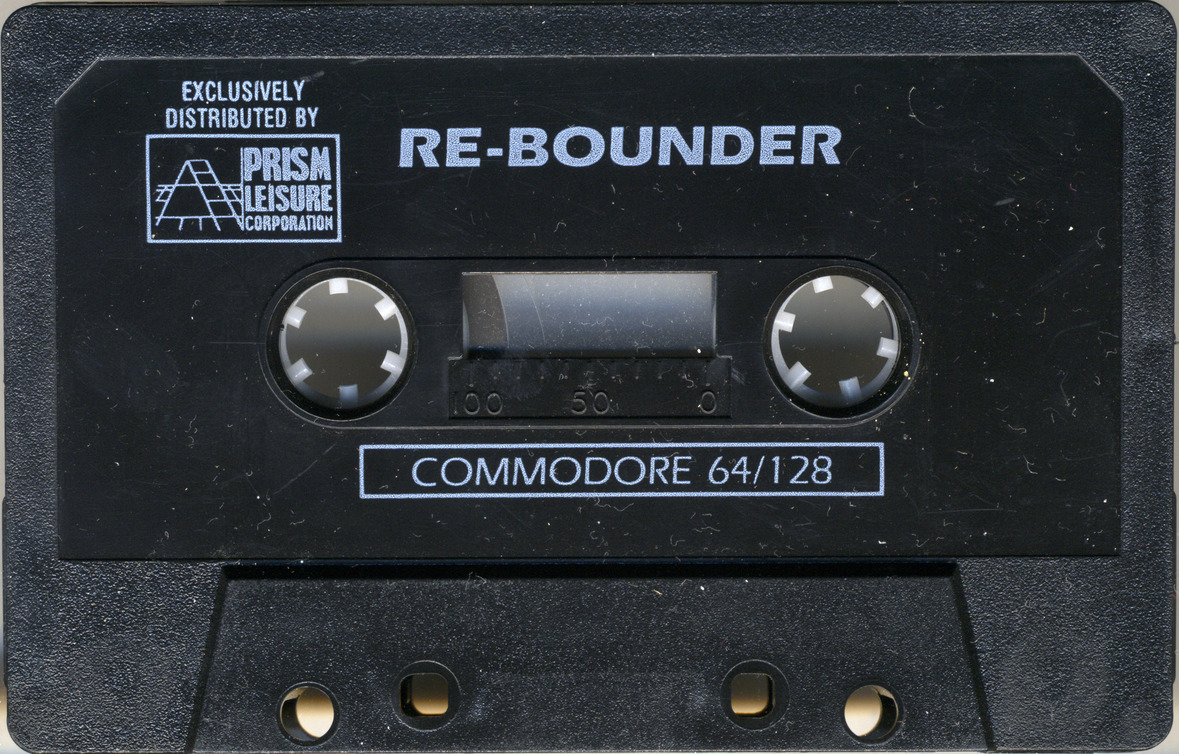 EXCLUSIVELY
DISTRIBUTED BY
PRISM
LEISURE
CORPORATION
RE-BOUNDER
100 50 0
COMMODORE 64/128